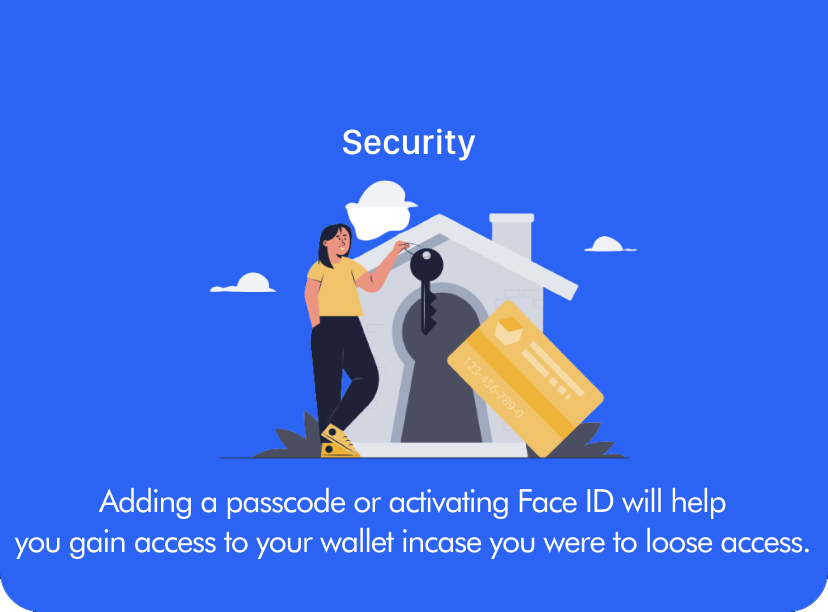 Security
123-456-789-0
Adding a passcode or activating Face ID will help
you gain access to your wallet incase you were to loose access.